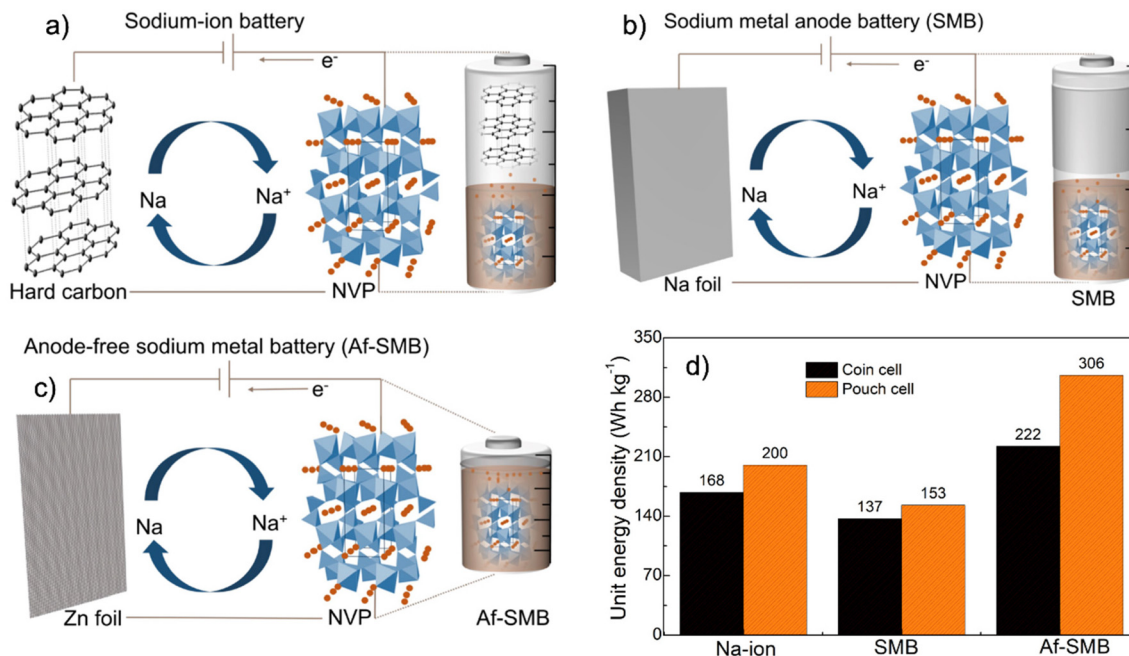 a)
Sodium-ion battery
e⁻
Na
Na⁺
Hard carbon
NVP
b)
Sodium metal anode battery (SMB)
e⁻
Na
Na⁺
Na foil
NVP
SMB
Anode-free sodium metal battery (Af-SMB)
c)
e⁻
Na
Na⁺
Zn foil
NVP
Af-SMB
d)
Unit energy density (Wh kg⁻¹)
350
280
210
140
70
0
Coin cell
Pouch cell
168
200
137
153
222
306
Na-ion
SMB
Af-SMB